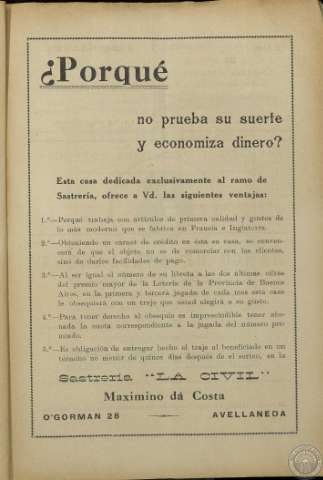 ¿Porqué
no prueba su suerte
y economiza dinero?
Esta casa dedicada exclusivamente al ramo de
Sastrería, ofrece a Vd. las siguientes ventajas:
1.º—Porqué trabaja con artículos de primera calidad y gustos de
lo más moderno que se fabrica en Francia e Inglaterra.
2.º—Obteniendo un carnet de crédito en esta su casa, se conven-
cerá de que el objeto no es de comerciar con los clientes,
sino de darles facilidades de pago.
3.º—Al ser igual el número de su libreta a las dos últimas cifras
del premio mayor de la Lotería de la Provincia de Buenos
Aires, en la primera y tercera jugada de cada mes esta casa
le obsequiará con un traje que usted elegirá a su gusto.
4.º—Para tener derecho al obsequio es imprescindible tener abo-
nada la cuota correspondiente a la jugada del número pre-
miado.
5.º—Es obligación de entregar hecho el traje al beneficiado en un
término no menor de quince días después de el sorteo, en la
Sastrería "LA CIVIL"
Maximino dá Costa
O'GORMAN 28 AVELLANEDA